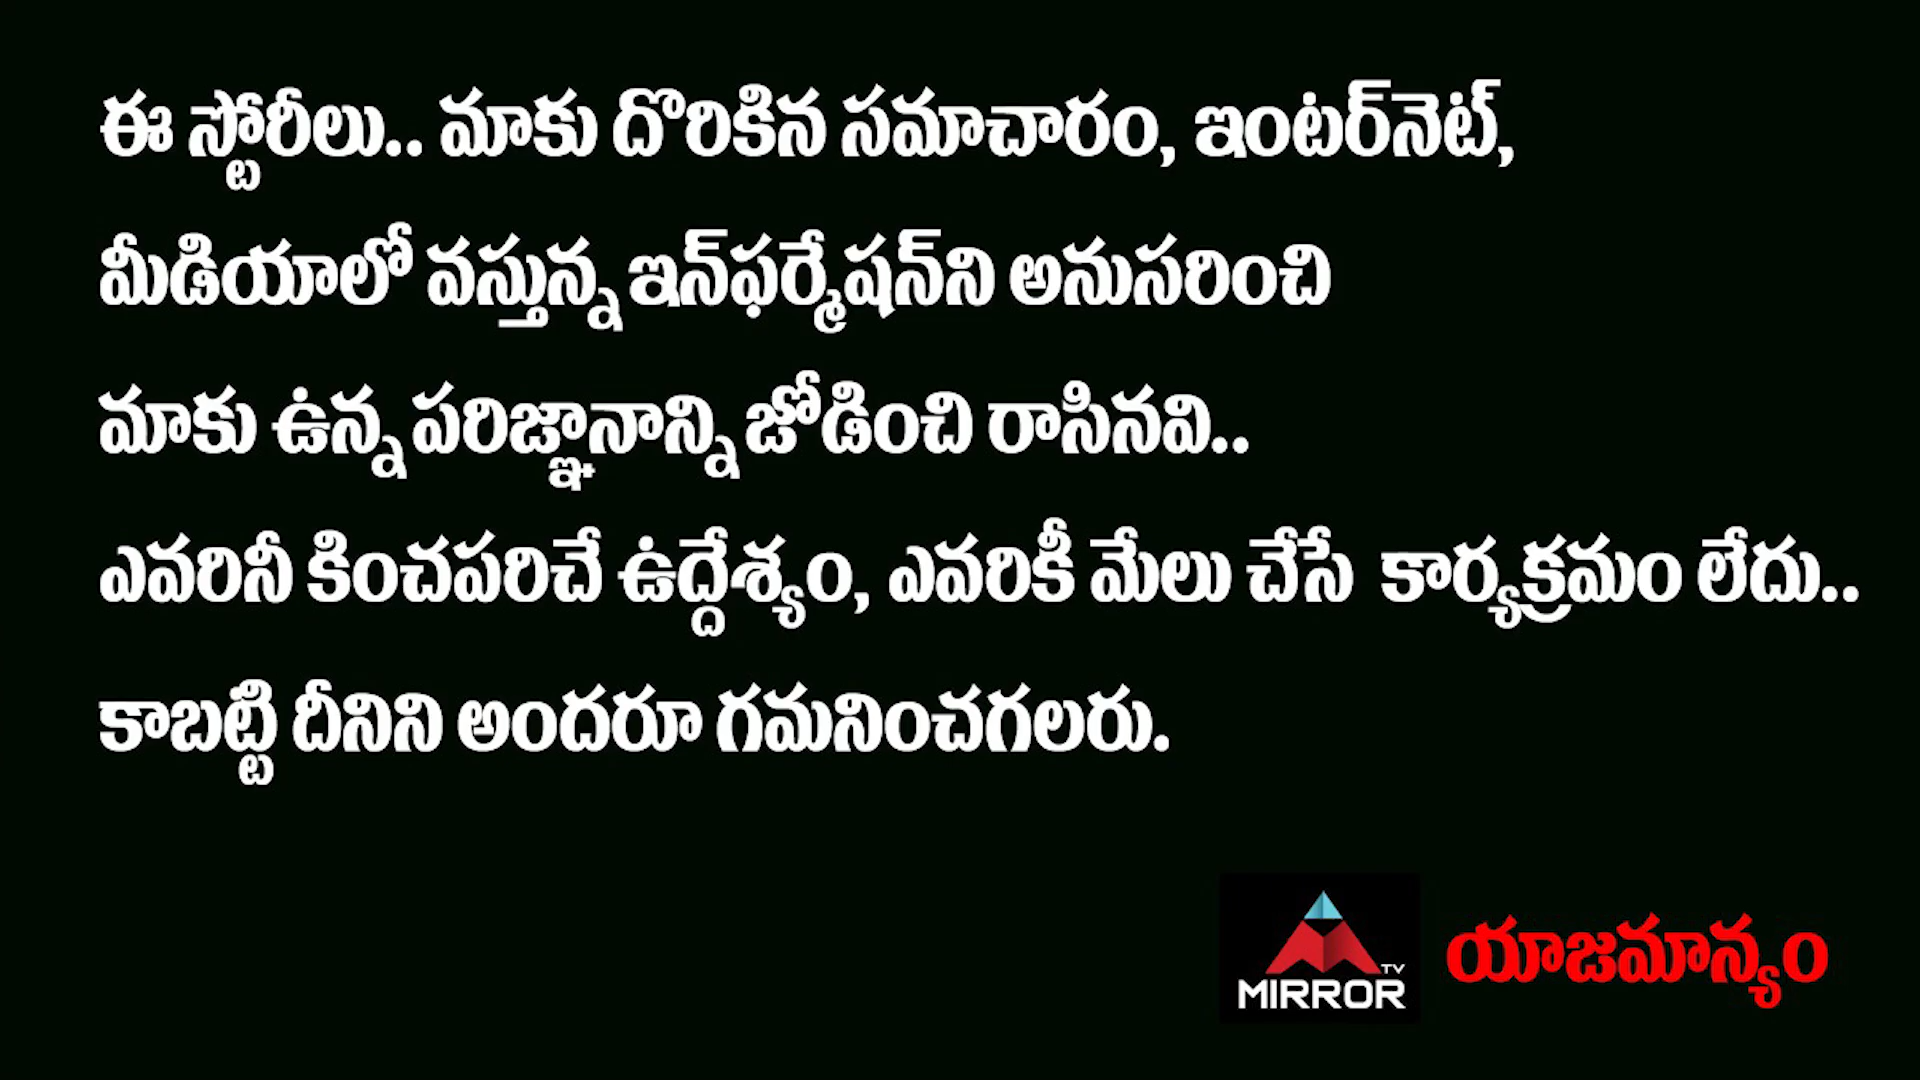 ఈ స్టోరీలు.. మాకు దొరికిన సమాచారం, ఇంటర్‌నెట్,
మీడియాలో వస్తున్న ఇన్‌ఫర్మేషన్‌ని అనుసరించి
మాకు ఉన్న పరిజ్ఞానాన్ని జోడించి రాసినవి..
ఎవరినీ కించపరిచే ఉద్దేశ్యం, ఎవరికీ మేలు చేసే కార్యక్రమం లేదు..
కాబట్టి దీనిని అందరూ గమనించగలరు.
TV
MIRROR
యాజమాన్యం